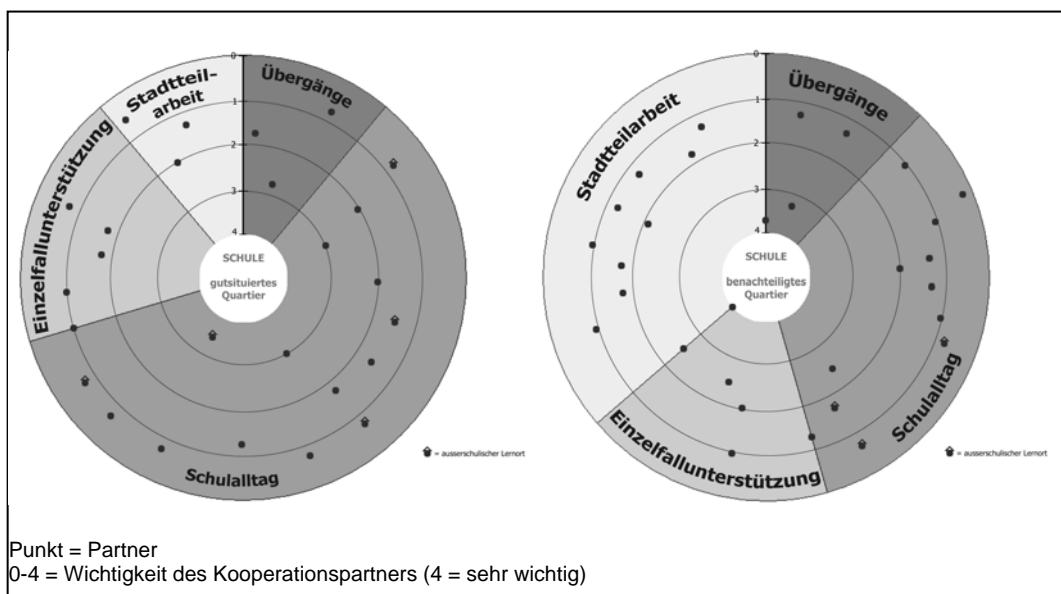 0
1
2
3
4
Übergänge
Stadtteil-
arbeit
Einzelfallunterstützung
Schulalltag
SCHULE
gutsituiertes
Quartier
= ausserschulischer Lernort
0
1
2
3
4
Übergänge
Stadtteilarbeit
Einzelfallunterstützung
Schulalltag
SCHULE
benachteiligtes
Quartier
= ausserschulischer Lernort
Punkt = Partner
0-4 = Wichtigkeit des Kooperationspartners (4 = sehr wichtig)